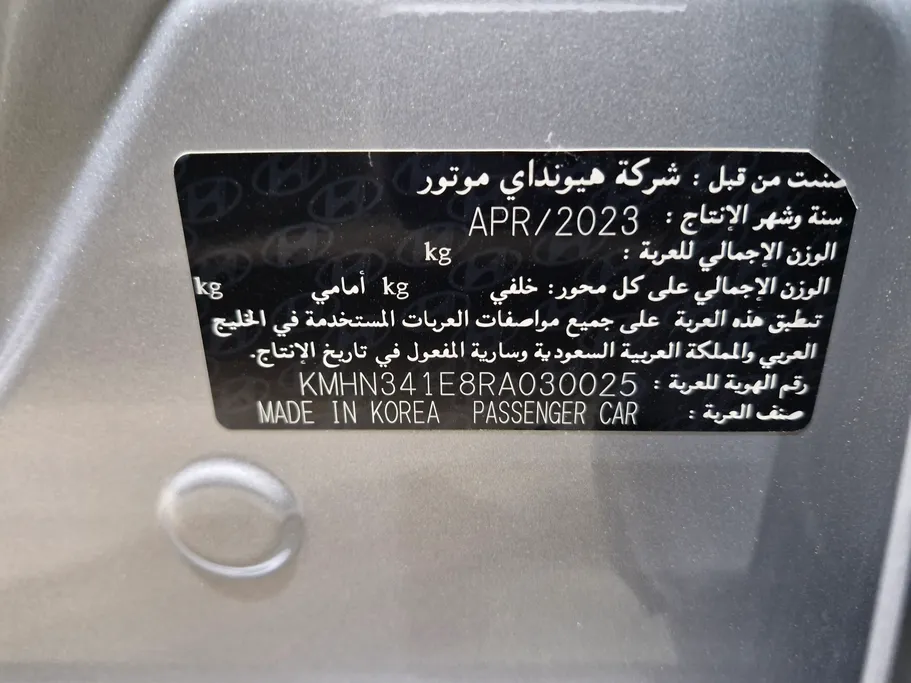 صنعت من قبل : شركة هيونداي موتور
سنة وشهر الإنتاج : APR/2023
الوزن الإجمالي للعربة : kg
الوزن الإجمالي على كل محور: خلفي kg أمامي kg
تنطبق هذه العربة على جميع مواصفات العربات المستخدمة في الخليج
العربي والمملكة العربية السعودية وسارية المفعول في تاريخ الإنتاج.
رقم الهوية للعربة : KMHN341E8RA030025
صنف العربة : MADE IN KOREA PASSENGER CAR